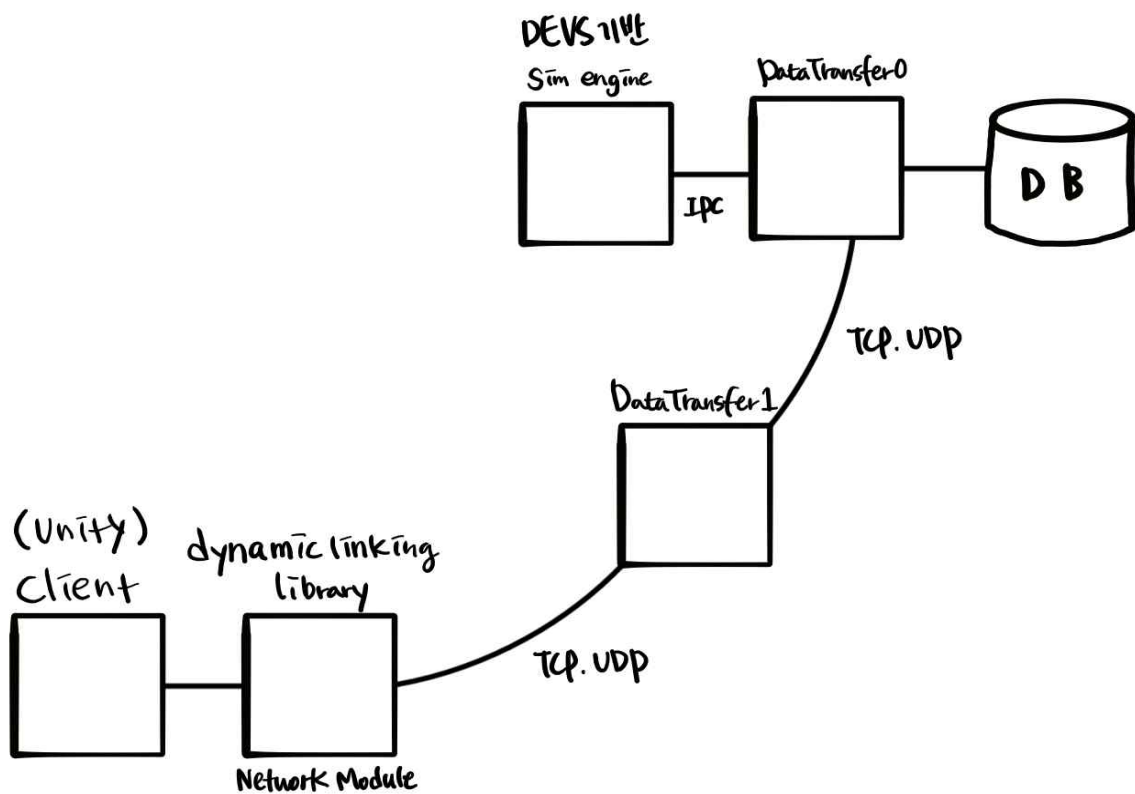 DEVS기반
Sim engine
DataTransfer0
IPC
DB
TCP.UDP
DataTransfer1
(Unity)
Client
dynamic linking
library
TCP.UDP
Network Module